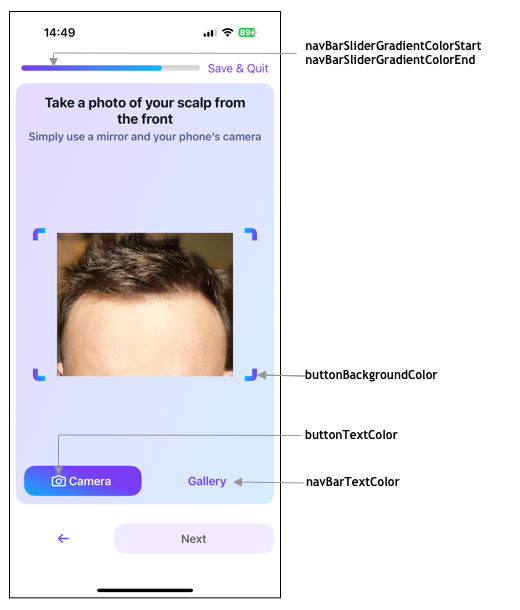 14:49
89+
Save & Quit
navBarSliderGradientColorStart
navBarSliderGradientColorEnd
Take a photo of your scalp from
the front
Simply use a mirror and your phone's camera
buttonBackgroundColor
buttonTextColor
Camera
Gallery
navBarTextColor
Next